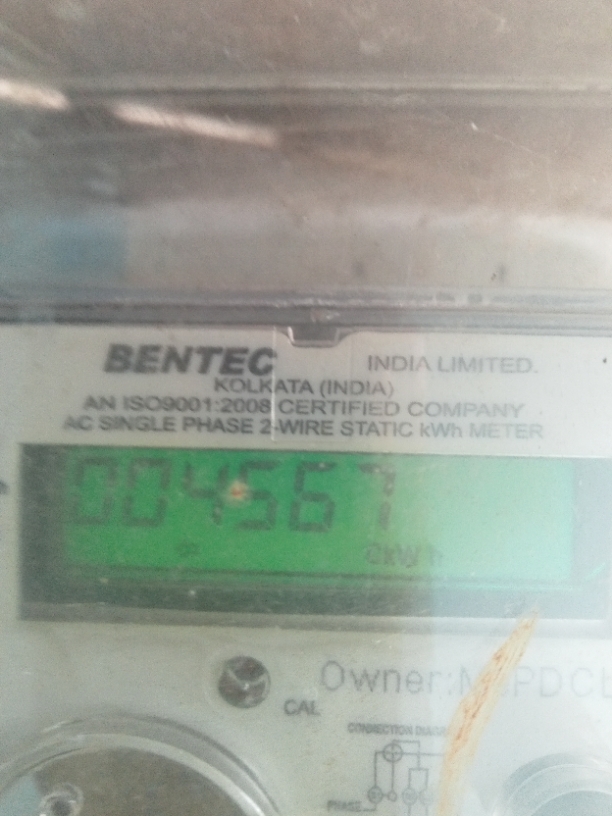 BENTEC INDIA LIMITED.
KOLKATA (INDIA)
AN ISO9001:2008 CERTIFIED COMPANY
AC SINGLE PHASE 2-WIRE STATIC kWh METER
004567
kWh
Owner:
CAL
CONNECTION
PHASE